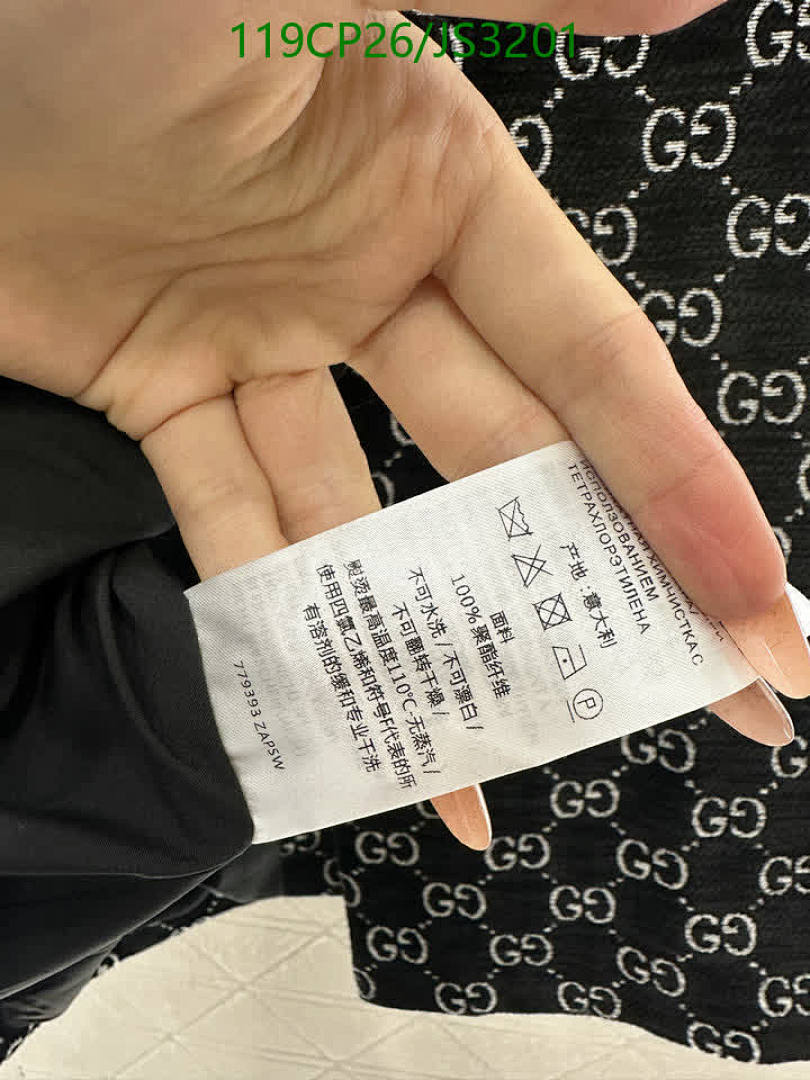 119CP26/JS3201
ИСПОЛЬЗОВАНИЕМ
ТЕТРАХЛОРЭТИЛЕНА
产地:意大利
P
面料
100% 聚酯纤维
不可水洗/不可漂白/
不可翻转干燥/
熨烫最高温度110℃-无蒸汽/
使用四氯乙烯和符号F代表的所
有溶剂的缓和专业干洗
779393 ZAPSW